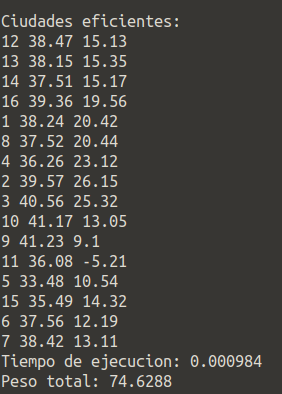 Ciudades eficientes:
12 38.47 15.13
13 38.15 15.35
14 37.51 15.17
16 39.36 19.56
1 38.24 20.42
8 37.52 20.44
4 36.26 23.12
2 39.57 26.15
3 40.56 25.32
10 41.17 13.05
9 41.23 9.1
11 36.08 -5.21
5 33.48 10.54
15 35.49 14.32
6 37.56 12.19
7 38.42 13.11
Tiempo de ejecucion: 0.000984
Peso total: 74.6288